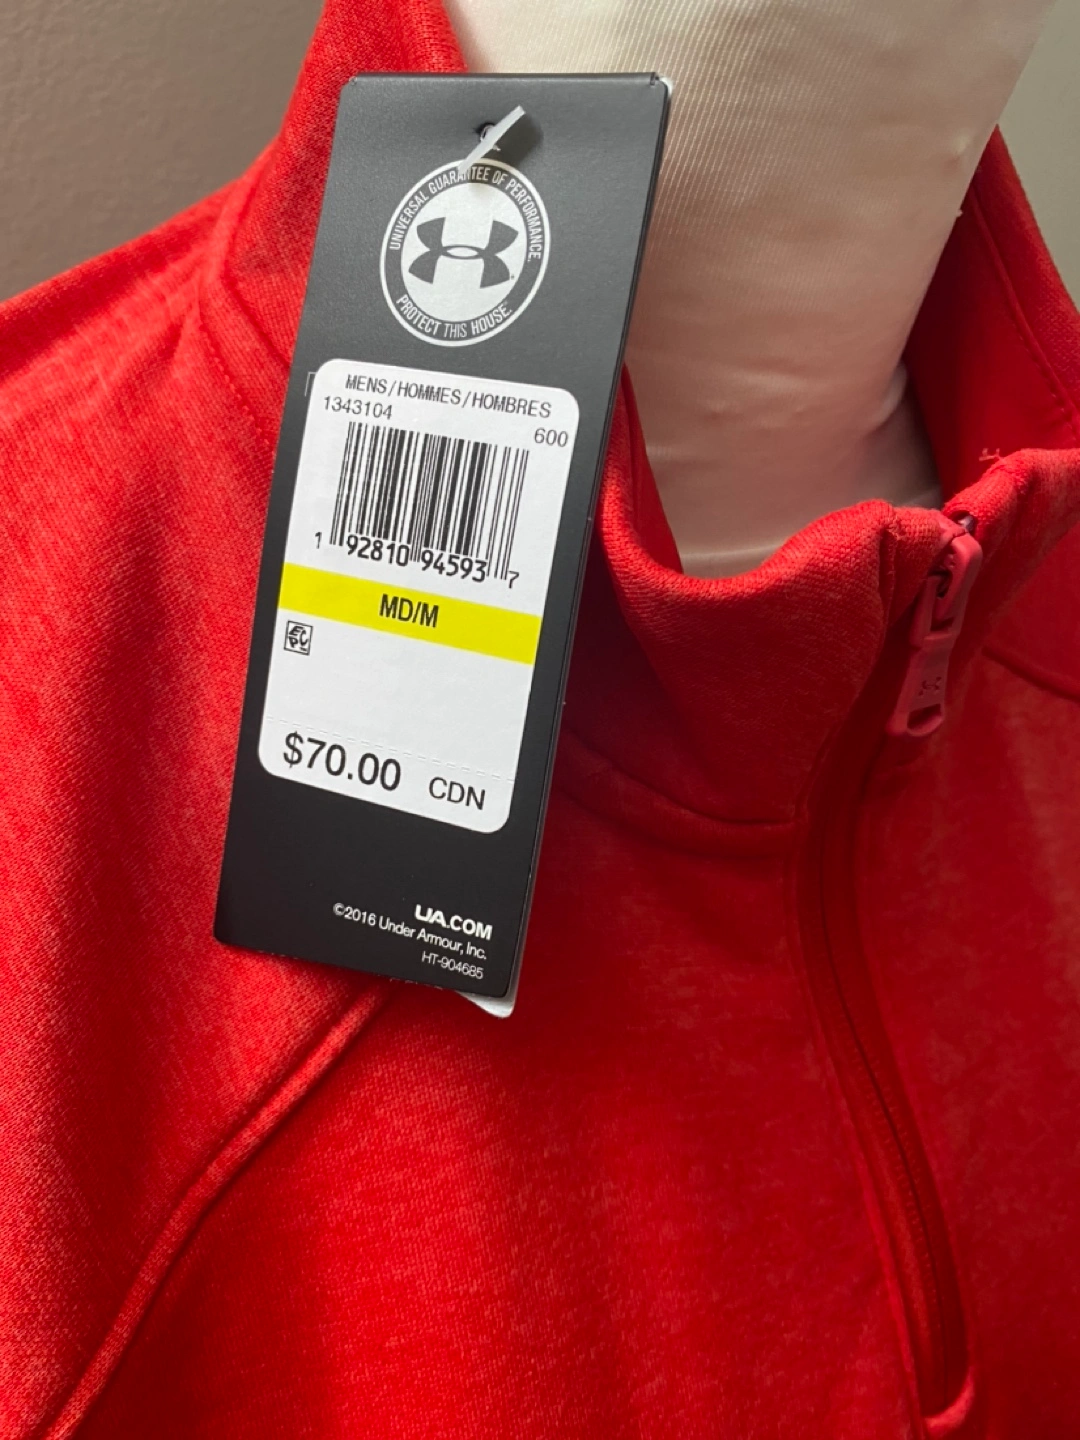 UNIVERSAL GUARANTEE OF PERFORMANCE.
PROTECT THIS HOUSE.
MENS/HOMMES/HOMBRES
1343104
600
1 92810 94593 7
MD/M
$70.00 CDN
UA.COM
©2016 Under Armour, Inc.
HT-904685